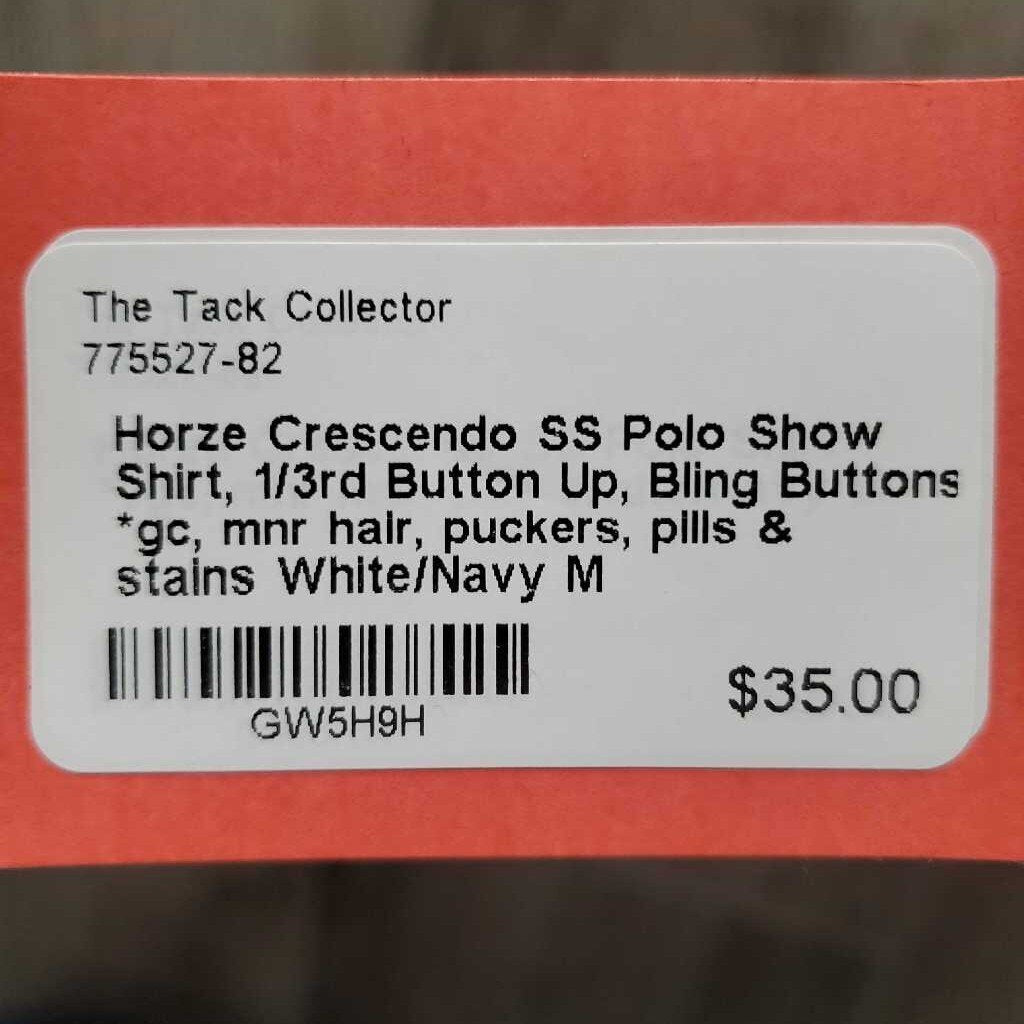 The Tack Collector
775527-82
Horze Crescendo SS Polo Show
Shirt, 1/3rd Button Up, Bling Buttons
*gc, mnr hair, puckers, pills &
stains White/Navy M
GW5H9H
$35.00